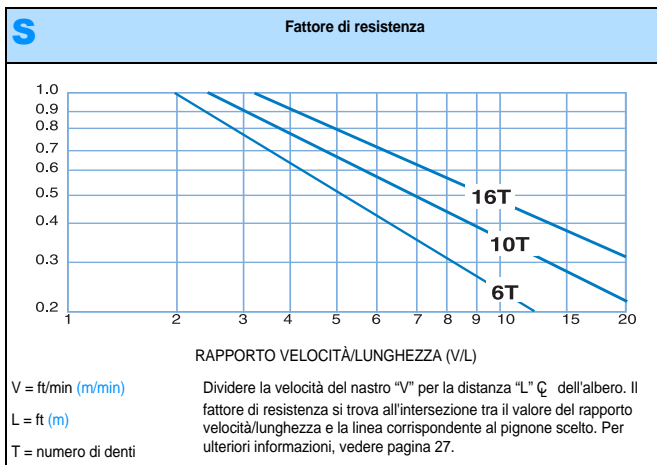 S
Fattore di resistenza
1.0
0.9
0.8
0.7
0.6
0.5
0.4
0.3
0.2
16T
10T
6T
1 2 3 4 5 6 7 8 9 10 15 20
RAPPORTO VELOCITÀ/LUNGHEZZA (V/L)
V = ft/min (m/min)
L = ft (m)
T = numero di denti
Dividere la velocità del nastro “V” per la distanza “L” ℄ dell’albero. Il
fattore di resistenza si trova all’intersezione tra il valore del rapporto
velocità/lunghezza e la linea corrispondente al pignone scelto. Per
ulteriori informazioni, vedere pagina 27.